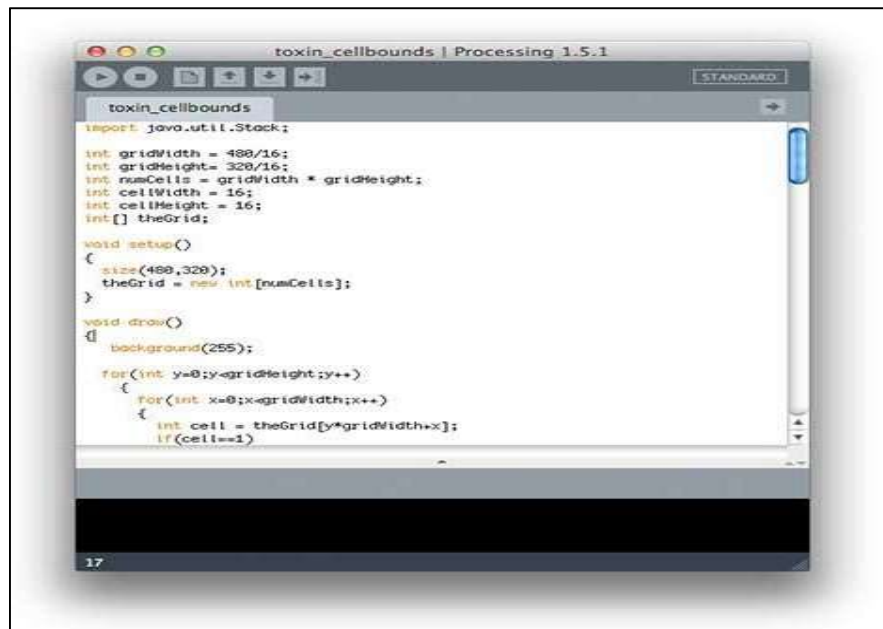 toxin_cellbounds | Processing 1.5.1
STANDARD
toxin_cellbounds
import java.util.Stack;
int gridWidth = 480/16;
int gridHeight= 320/16;
int numCells = gridWidth * gridHeight;
int cellWidth = 16;
int cellHeight = 16;
int[] theGrid;
void setup()
{
size(480,320);
theGrid = new int[numCells];
}
void draw()
{
background(255);
for(int y=0;y<gridHeight;y++)
{
for(int x=0;x<gridWidth;x++)
{
int cell = theGrid[y*gridWidth+x];
if(cell==1)
17